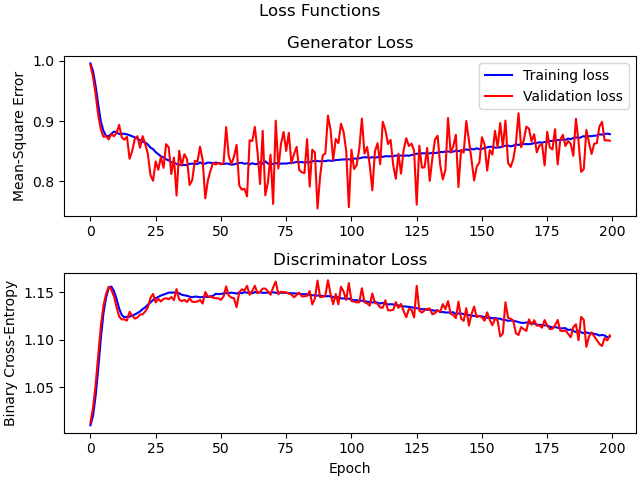 Loss Functions
Generator Loss
Mean-Square Error
1.0
0.9
0.8
Training loss
Validation loss
0 25 50 75 100 125 150 175 200
Discriminator Loss
Binary Cross-Entropy
1.15
1.10
1.05
0 25 50 75 100 125 150 175 200
Epoch